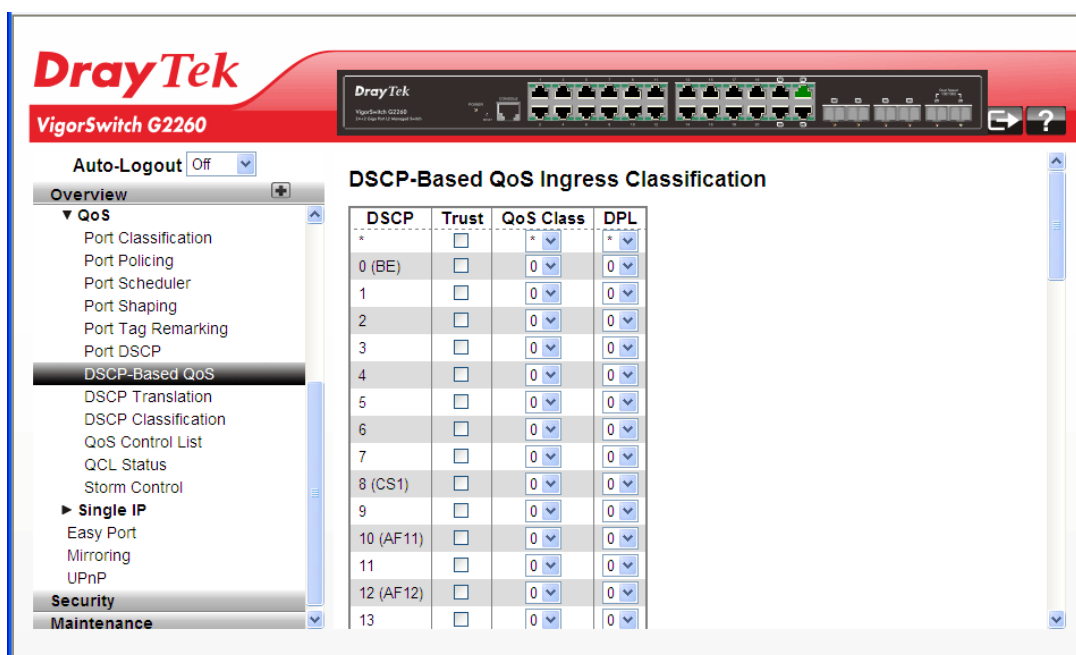 DrayTek
VigorSwitch G2260
DrayTek
VigorSwitch G2260
POWER
CONSOLE
Auto-Logout Off
Overview
▼ QoS
Port Classification
Port Policing
Port Scheduler
Port Shaping
Port Tag Remarking
Port DSCP
DSCP-Based QoS
DSCP Translation
DSCP Classification
QoS Control List
QCL Status
Storm Control
► Single IP
Easy Port
Mirroring
UPnP
Security
Maintenance
DSCP-Based QoS Ingress Classification
DSCP Trust QoS Class DPL
* * *
0 (BE) 0 0
1 0 0
2 0 0
3 0 0
4 0 0
5 0 0
6 0 0
7 0 0
8 (CS1) 0 0
9 0 0
10 (AF11) 0 0
11 0 0
12 (AF12) 0 0
13 0 0
?